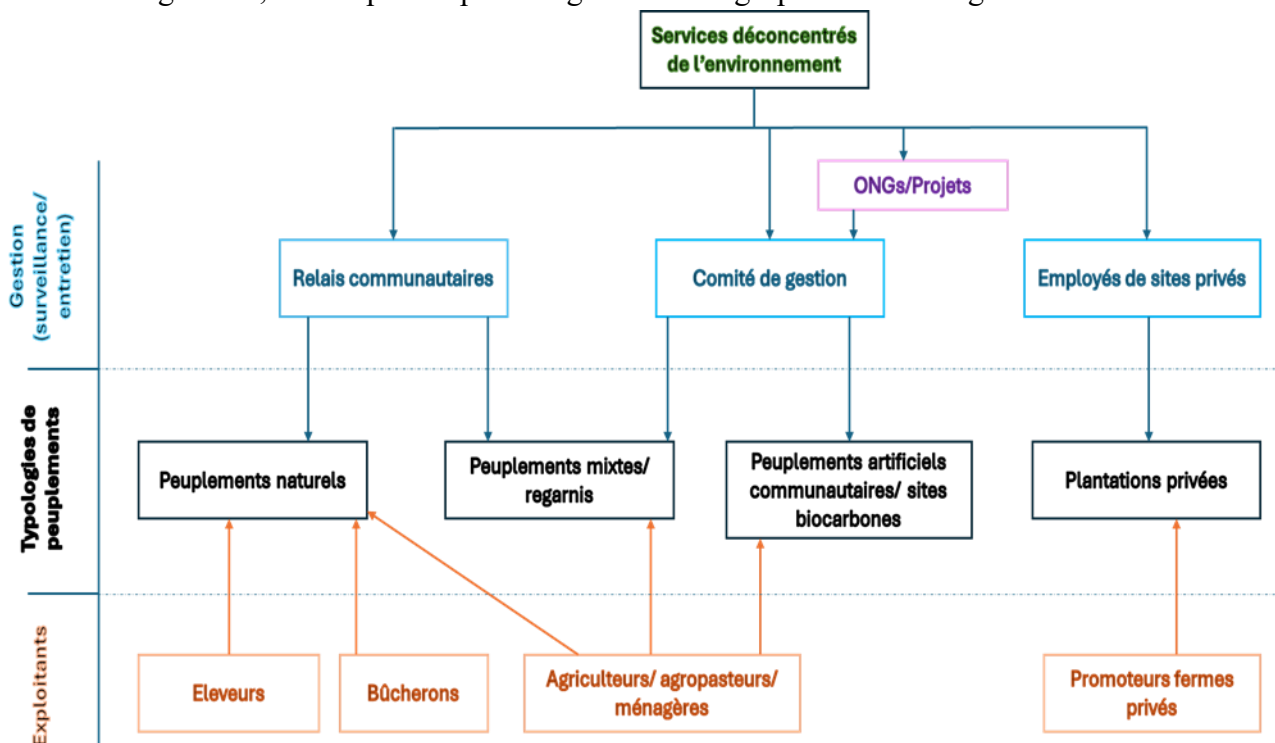 Services déconcentrés
de l'environnement
ONGs/Projets
Gestion
(surveillance/
entretien)
Relais communautaires
Comité de gestion
Employés de sites privés
Typologies de
peuplements
Peuplements naturels
Peuplements mixtes/
regarnis
Peuplements artificiels
communautaires/ sites
biocarbones
Plantations privées
Exploitants
Eleveurs
Bûcherons
Agriculteurs/ agropasteurs/
ménagères
Promoteurs fermes
privés